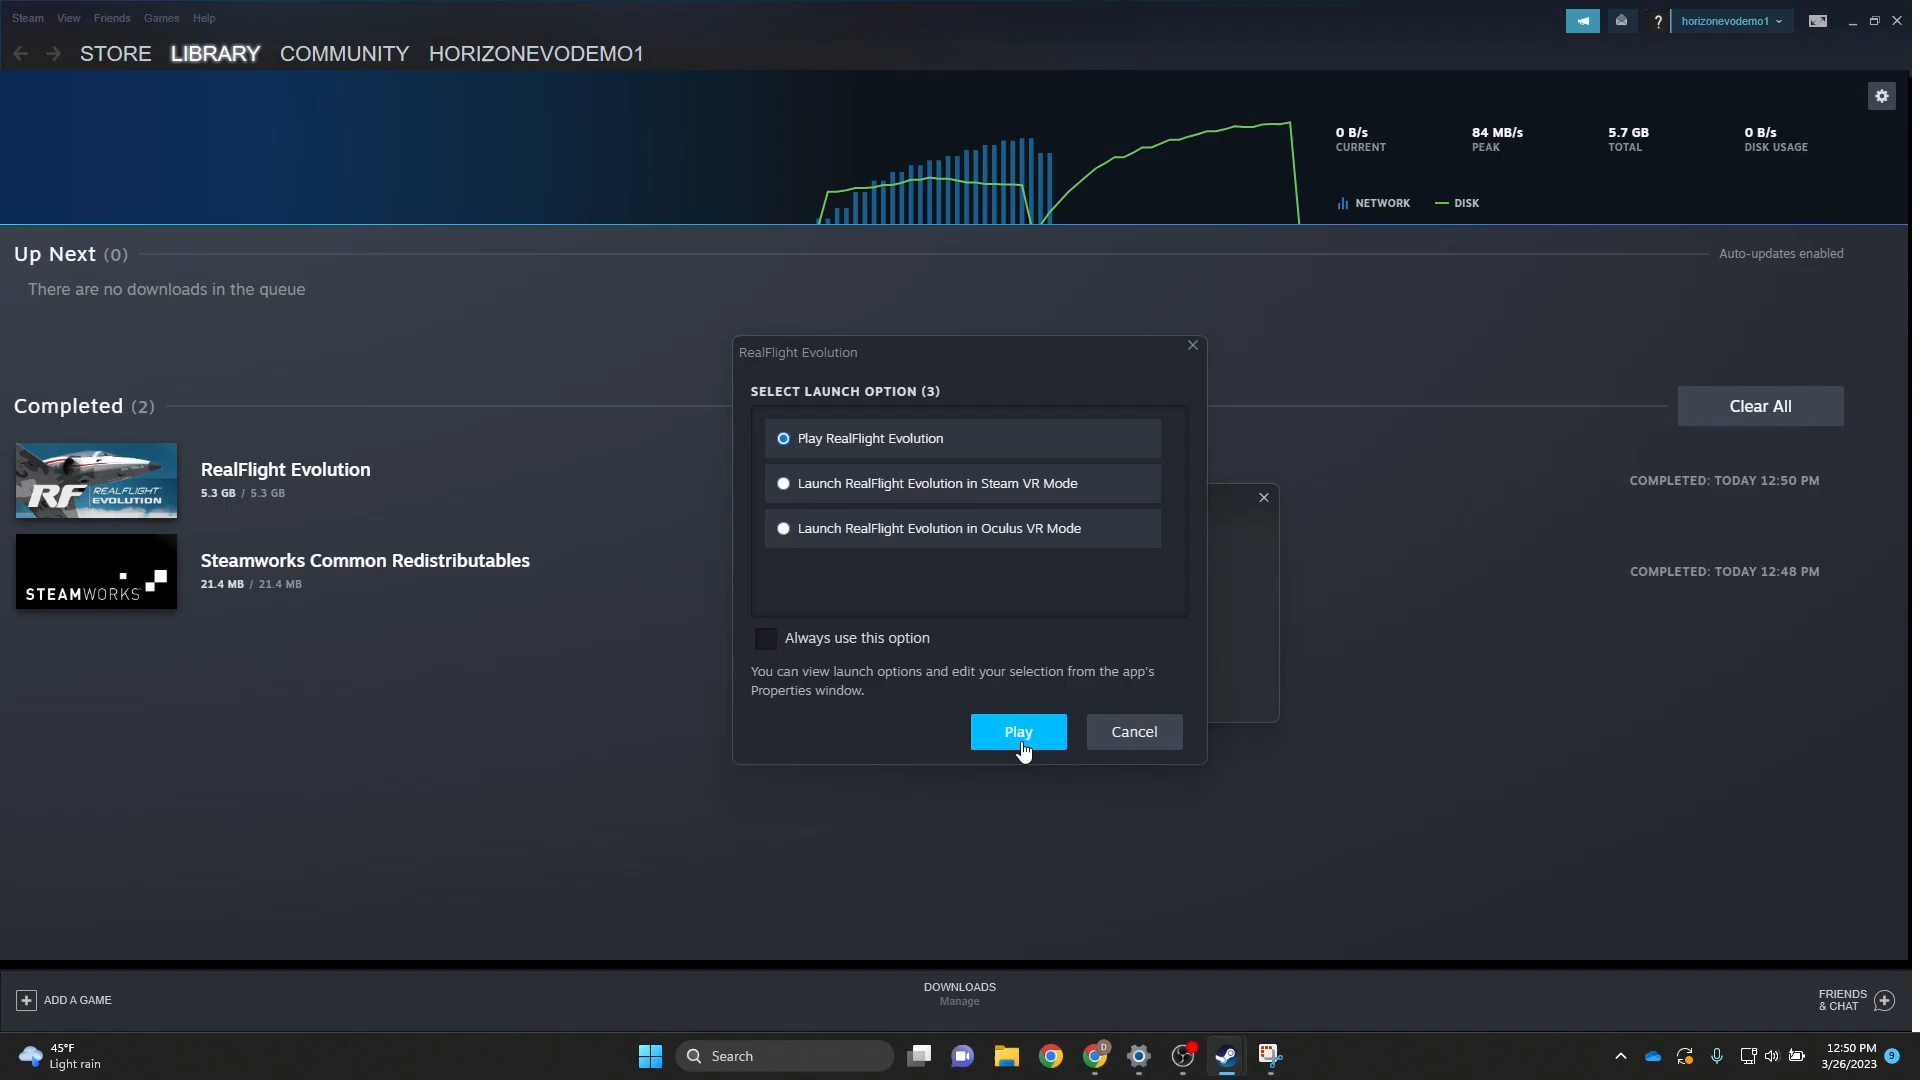 Steam View Friends Games Help
? horizonevodemo1
STORE LIBRARY COMMUNITY HORIZONEVODEMO1
0 B/s 84 MB/s 5.7 GB 0 B/s
CURRENT PEAK TOTAL DISK USAGE
NETWORK DISK
Up Next (0)
Auto-updates enabled
There are no downloads in the queue
RealFlight Evolution
SELECT LAUNCH OPTION (3)
Play RealFlight Evolution
Launch RealFlight Evolution in Steam VR Mode
Launch RealFlight Evolution in Oculus VR Mode
Always use this option
You can view launch options and edit your selection from the app's
Properties window.
Play Cancel
Completed (2)
Clear All
RF REALFLIGHT
EVOLUTION
RealFlight Evolution
5.3 GB / 5.3 GB
COMPLETED: TODAY 12:50 PM
STEAMWORKS
Steamworks Common Redistributables
21.4 MB / 21.4 MB
COMPLETED: TODAY 12:48 PM
ADD A GAME
DOWNLOADS
Manage
FRIENDS
& CHAT
45°F
Light rain
Search
D
12:50 PM
3/26/2023
9